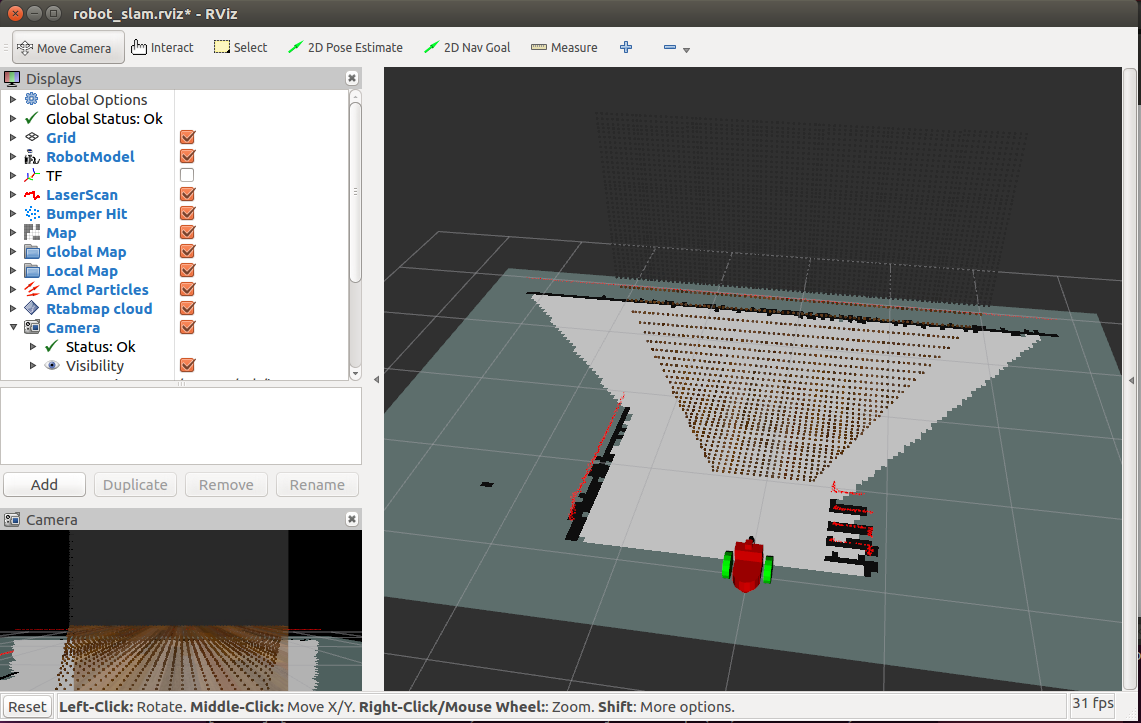 robot_slam.rviz* - RViz
Move Camera Interact Select 2D Pose Estimate 2D Nav Goal Measure
Displays
Global Options
Global Status: Ok
Grid
RobotModel
TF
LaserScan
Bumper Hit
Map
Global Map
Local Map
Amcl Particles
Rtabmap cloud
Camera
Status: Ok
Visibility
Add Duplicate Remove Rename
Camera
Reset Left-Click: Rotate. Middle-Click: Move X/Y. Right-Click/Mouse Wheel:: Zoom. Shift: More options. 31 fps